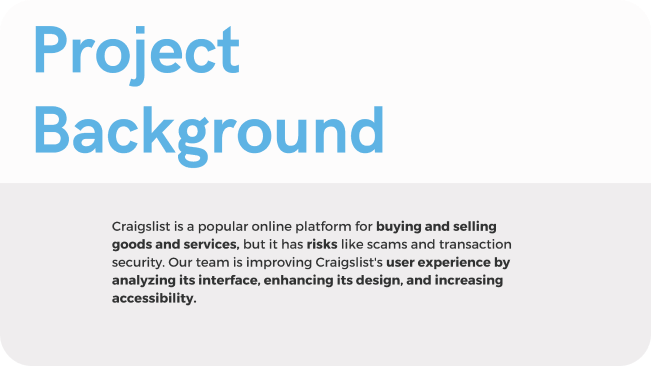 Project
Background
Craigslist is a popular online platform for buying and selling
goods and services, but it has risks like scams and transaction
security. Our team is improving Craigslist's user experience by
analyzing its interface, enhancing its design, and increasing
accessibility.